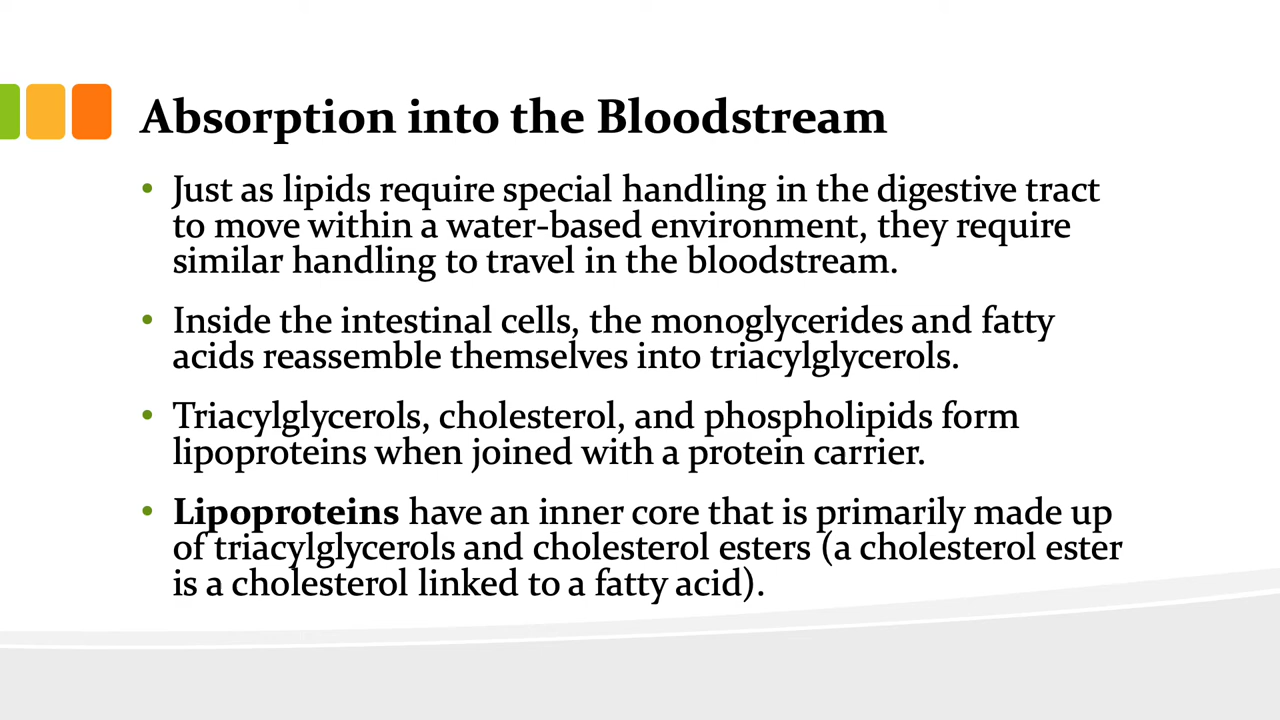 Absorption into the Bloodstream
• Just as lipids require special handling in the digestive tract
to move within a water-based environment, they require
similar handling to travel in the bloodstream.
• Inside the intestinal cells, the monoglycerides and fatty
acids reassemble themselves into triacylglycerols.
• Triacylglycerols, cholesterol, and phospholipids form
lipoproteins when joined with a protein carrier.
• Lipoproteins have an inner core that is primarily made up
of triacylglycerols and cholesterol esters (a cholesterol ester
is a cholesterol linked to a fatty acid).